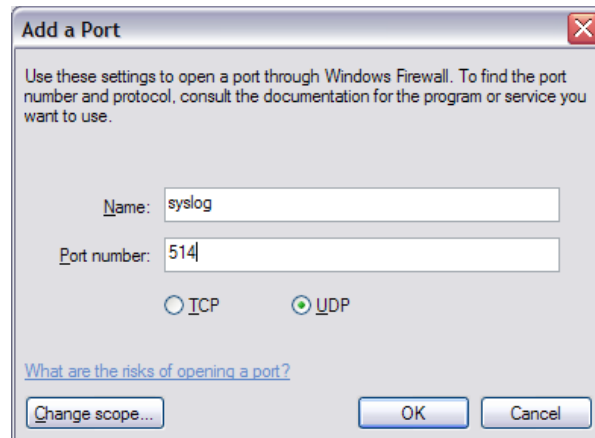 Add a Port
Use these settings to open a port through Windows Firewall. To find the port
number and protocol, consult the documentation for the program or service you
want to use.
Name: syslog
Port number: 514
TCP UDP
What are the risks of opening a port?
Change scope... OK Cancel